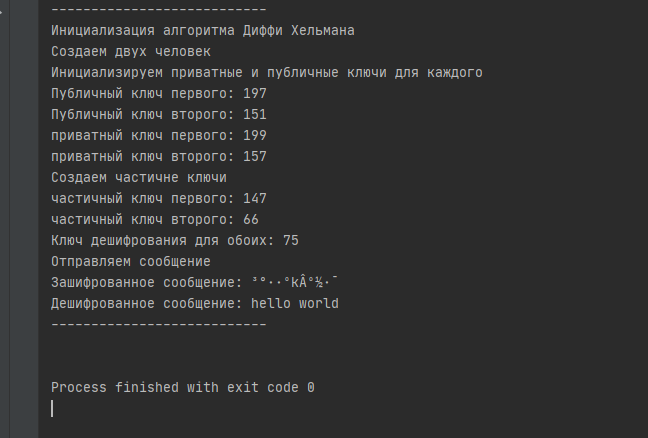 ---------------------------
Инициализация алгоритма Диффи Хельмана
Создаем двух человек
Инициализируем приватные и публичные ключи для каждого
Публичный ключ первого: 197
Публичный ключ второго: 151
приватный ключ первого: 199
приватный ключ второго: 157
Создаем частичне ключи
частичный ключ первого: 147
частичный ключ второго: 66
Ключ дешифрования для обоих: 75
Отправляем сообщение
Зашифрованное сообщение: ³°··ºkÂº½·¯
Дешифрованное сообщение: hello world
---------------------------
Process finished with exit code 0